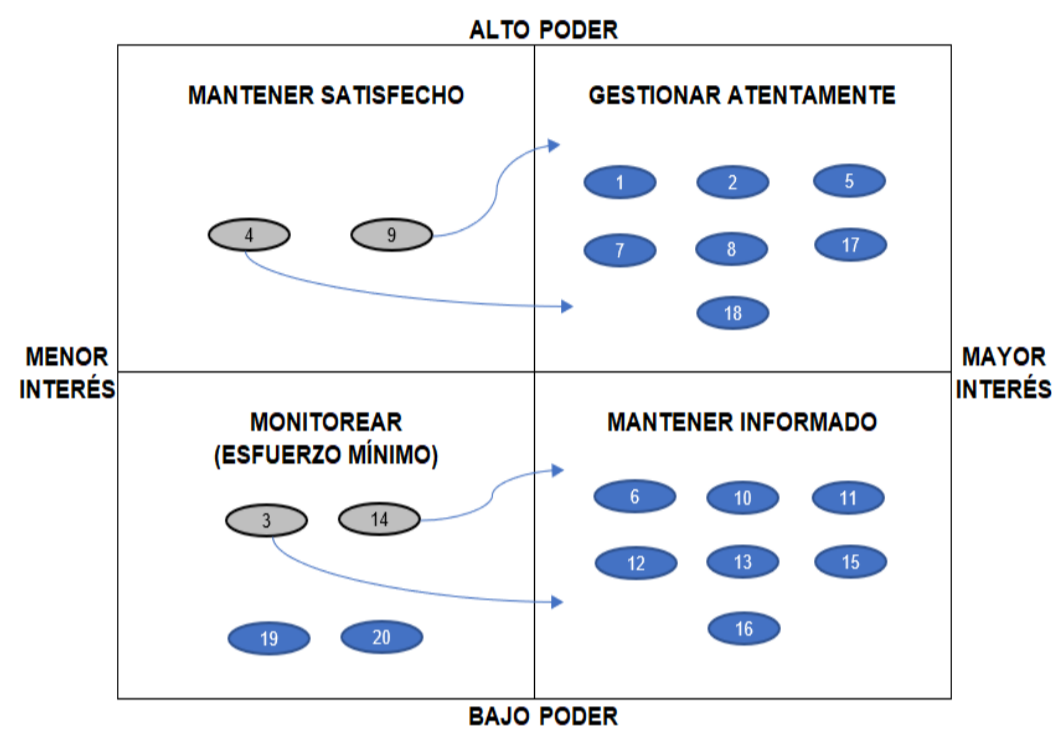 ALTO PODER
MANTENER SATISFECHO
GESTIONAR ATENTAMENTE
1
2
5
4
9
7
8
17
18
MENOR
INTERÉS
MAYOR
INTERÉS
MONITOREAR
(ESFUERZO MÍNIMO)
MANTENER INFORMADO
3
14
6
10
11
12
13
15
19
20
16
BAJO PODER